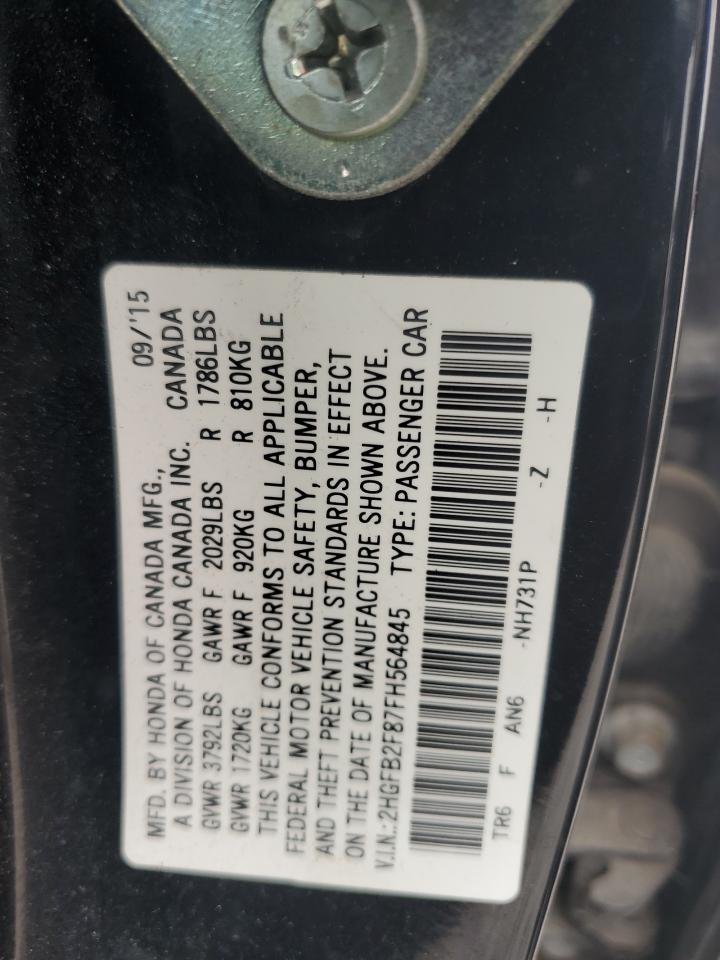 MFD. BY HONDA OF CANADA MFG., 09/'15
A DIVISION OF HONDA CANADA INC. CANADA
GVWR 3792LBS GAWR F 2029LBS R 1786LBS
GVWR 1720KG GAWR F 920KG R 810KG
THIS VEHICLE CONFORMS TO ALL APPLICABLE
FEDERAL MOTOR VEHICLE SAFETY, BUMPER,
AND THEFT PREVENTION STANDARDS IN EFFECT
ON THE DATE OF MANUFACTURE SHOWN ABOVE.
V.I.N.:2HGFB2F87FH564845 TYPE: PASSENGER CAR
TR6 F AN6 -NH731P -Z -H